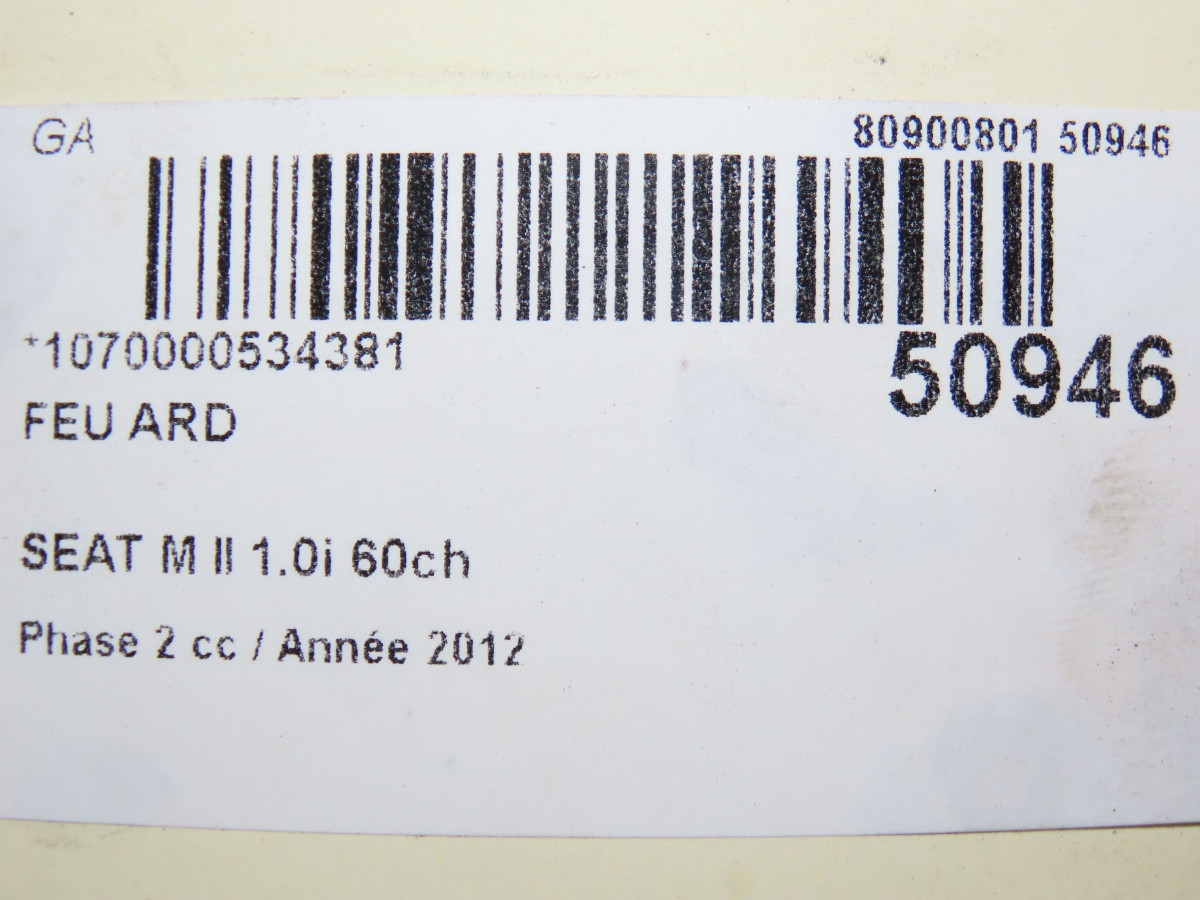 GA
80900801 50946
*1070000534381
50946
FEU ARD
SEAT M II 1.0i 60ch
Phase 2 cc / Année 2012